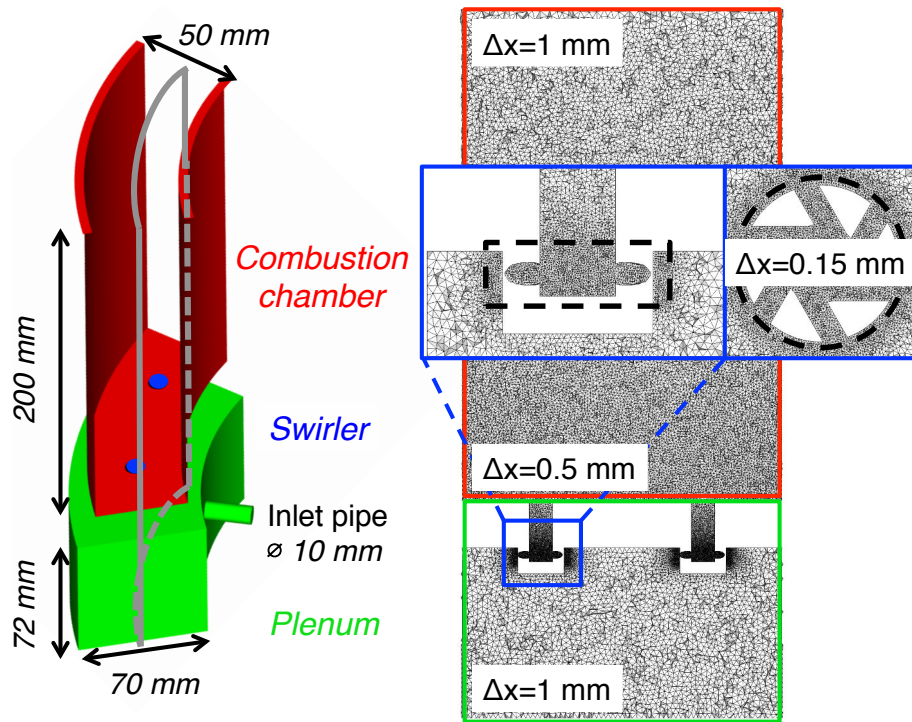 50 mm
200 mm
Combustion
chamber
Swirler
Inlet pipe
⌀ 10 mm
72 mm
Plenum
70 mm
Δx=1 mm
Δx=0.15 mm
Δx=0.5 mm
Δx=1 mm